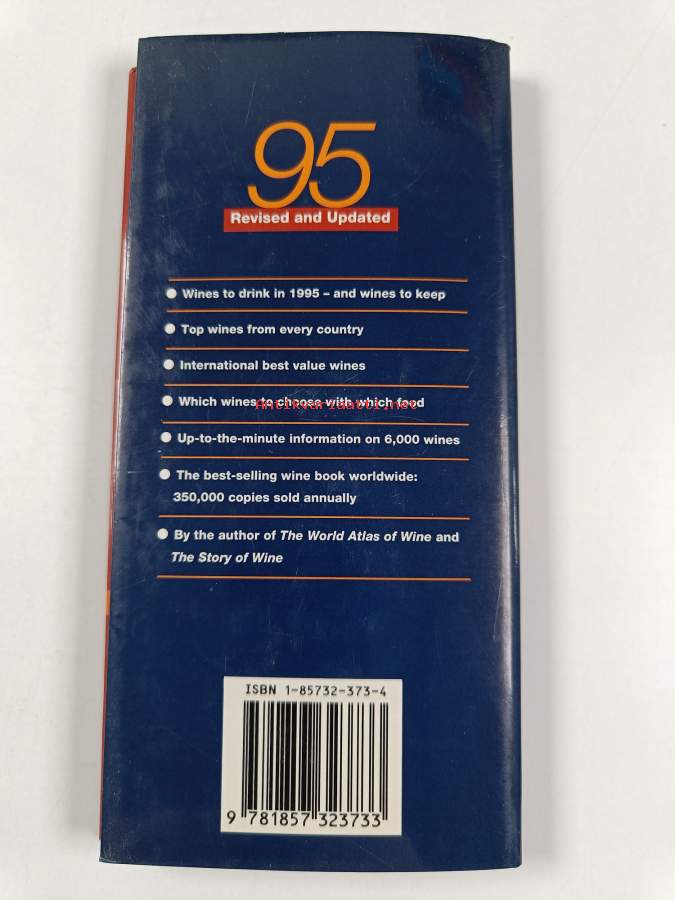 95
Revised and Updated
● Wines to drink in 1995 – and wines to keep
● Top wines from every country
● International best value wines
● Which wines to choose with which food
Antikvariaatti.net
● Up-to-the-minute information on 6,000 wines
● The best-selling wine book worldwide:
350,000 copies sold annually
● By the author of The World Atlas of Wine and
The Story of Wine
ISBN 1-85732-373-4
9 781857 323733